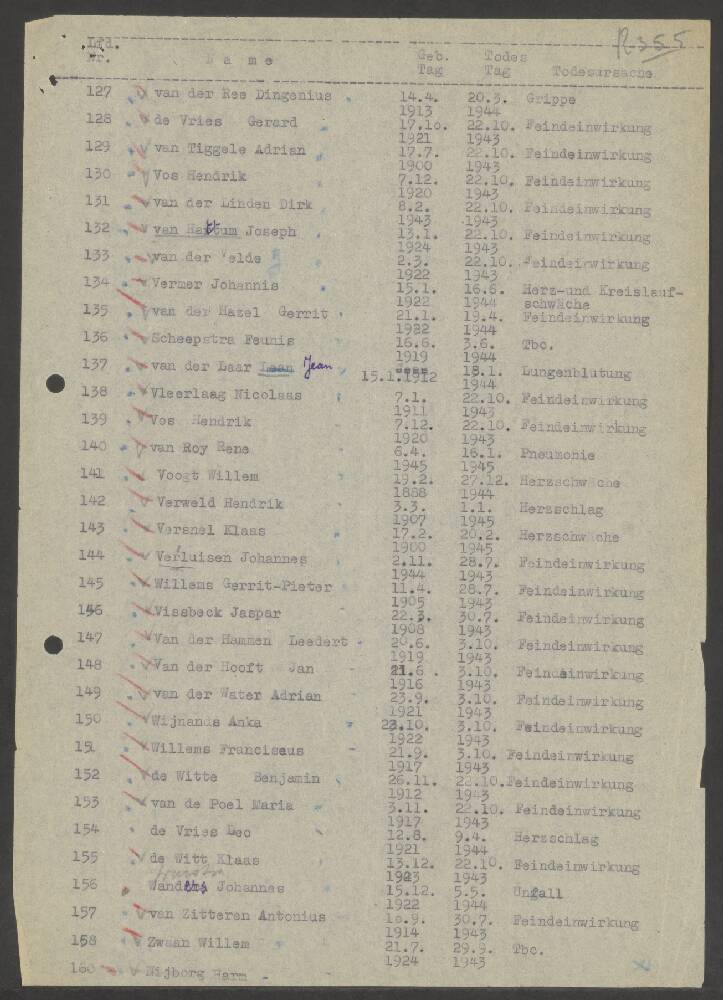 R355
Lfd. Nr. Name Geb. Tag Todes Tag Todesursache
127 van der Ree Dingenius 14.4. 20.3. Grippe
1913 1944
128 de Vries Gerard 17.10. 22.10. Feindeinwirkung
1921 1943
129 van Tiggele Adrian 17.7. 22.10. Feindeinwirkung
1900 1943
130 Vos Hendrik 7.12. 22.10. Feindeinwirkung
1920 1943
131 van der Linden Dirk 8.2. 22.10. Feindeinwirkung
1943 1943
132 van Hattum Joseph 13.1. 22.10. Feindeinwirkung
1924 1943
133 van der Velde 2.3. 22.10. Feindeinwirkung
1922 1943
134 Vermer Johannis 15.1. 16.8. Herz-und Kreislauf-
1922 1944 schwäche
135 van der Hazel Gerrit 21.1. 19.4. Feindeinwirkung
1922 1944
136 Scheepstra Feunis 16.6. 3.6. Tbc.
1919 1944
137 van der Laar Jean 15.1.1912 18.1. Lungenblutung
1944
138 Vleerlaag Nicolaas 7.1. 22.10. Feindeinwirkung
1911 1943
139 Vos Hendrik 7.12. 22.10. Feindeinwirkung
1920 1943
140 van Roy Rene 6.4. 16.1. Pneumonie
1945 1945
141 Voogt Willem 19.2. 27.12. Herzschwäche
1888 1944
142 Verweld Hendrik 3.3. 1.1. Herzschlag
1907 1945
143 Versnel Klaas 17.2. 20.2. Herzschwäche
1900 1945
144 Verluisen Johannes 2.11. 28.7. Feindeinwirkung
1944 1943
145 Willems Gerrit-Pieter 11.4. 28.7. Feindeinwirkung
1905 1943
146 Vissbeck Jaspar 22.3. 30.7. Feindeinwirkung
1908 1943
147 Van der Hammen Leedert 20.6. 3.10. Feindeinwirkung
1919 1943
148 Van der Hooft Jan 11.6. 3.10. Feindeinwirkung
1916 1943
149 van der Water Adrian 23.9. 3.10. Feindeinwirkung
1921 1943
150 Wijnands Anka 23.10. 3.10. Feindeinwirkung
1922 1943
15 Willems Franciscus 21.9. 3.10. Feindeinwirkung
1917 1943
152 de Witte Benjamin 26.11. 22.10. Feindeinwirkung
1912 1943
153 van de Poel Maria 3.11. 22.10. Feindeinwirkung
1917 1943
154 de Vries Leo 12.8. 9.4. Herzschlag
1921 1944
155 de Witt Klaas 13.12. 22.10. Feindeinwirkung
1923 1943
156 Wanders Johannes 15.12. 5.5. Unfall
1922 1944
157 van Zitteren Antonius 10.9. 30.7. Feindeinwirkung
1914 1943
158 Zwaan Willem 21.7. 29.9. Tbc.
1924 1943
160 Nijborg Harm